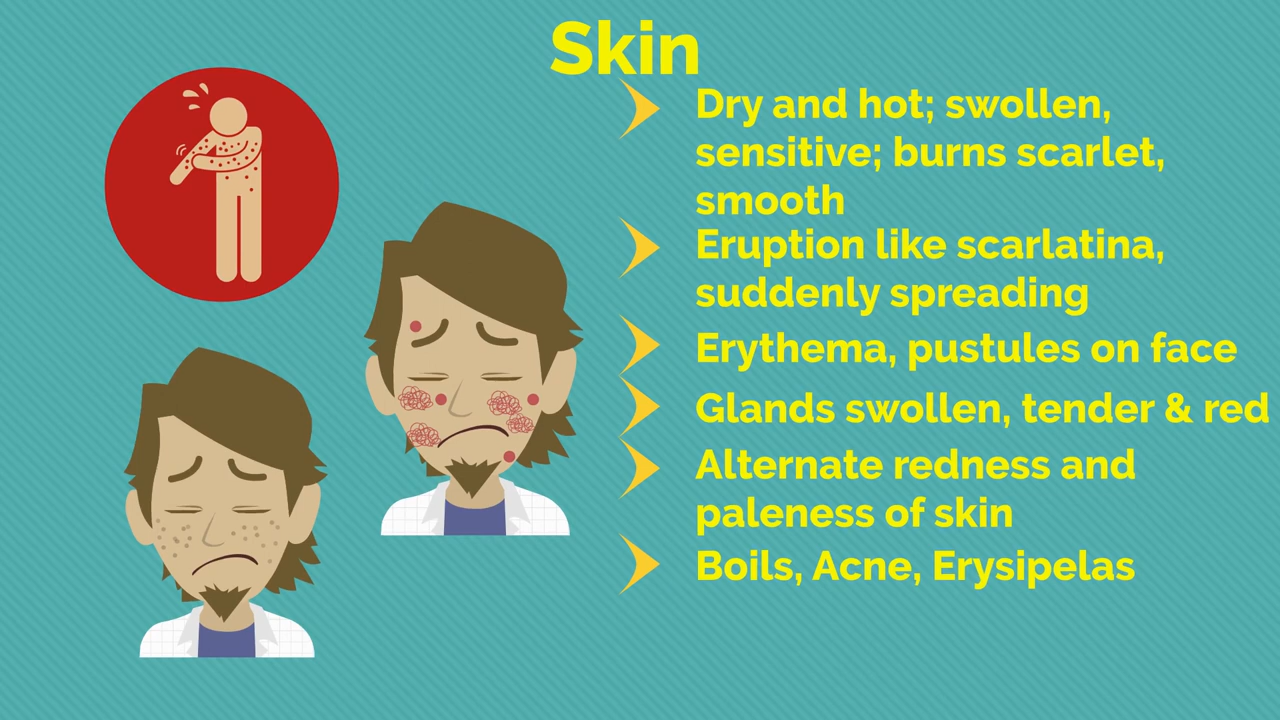 Skin
Dry and hot; swollen,
sensitive; burns scarlet,
smooth
Eruption like scarlatina,
suddenly spreading
Erythema, pustules on face
Glands swollen, tender & red
Alternate redness and
paleness of skin
Boils, Acne, Erysipelas